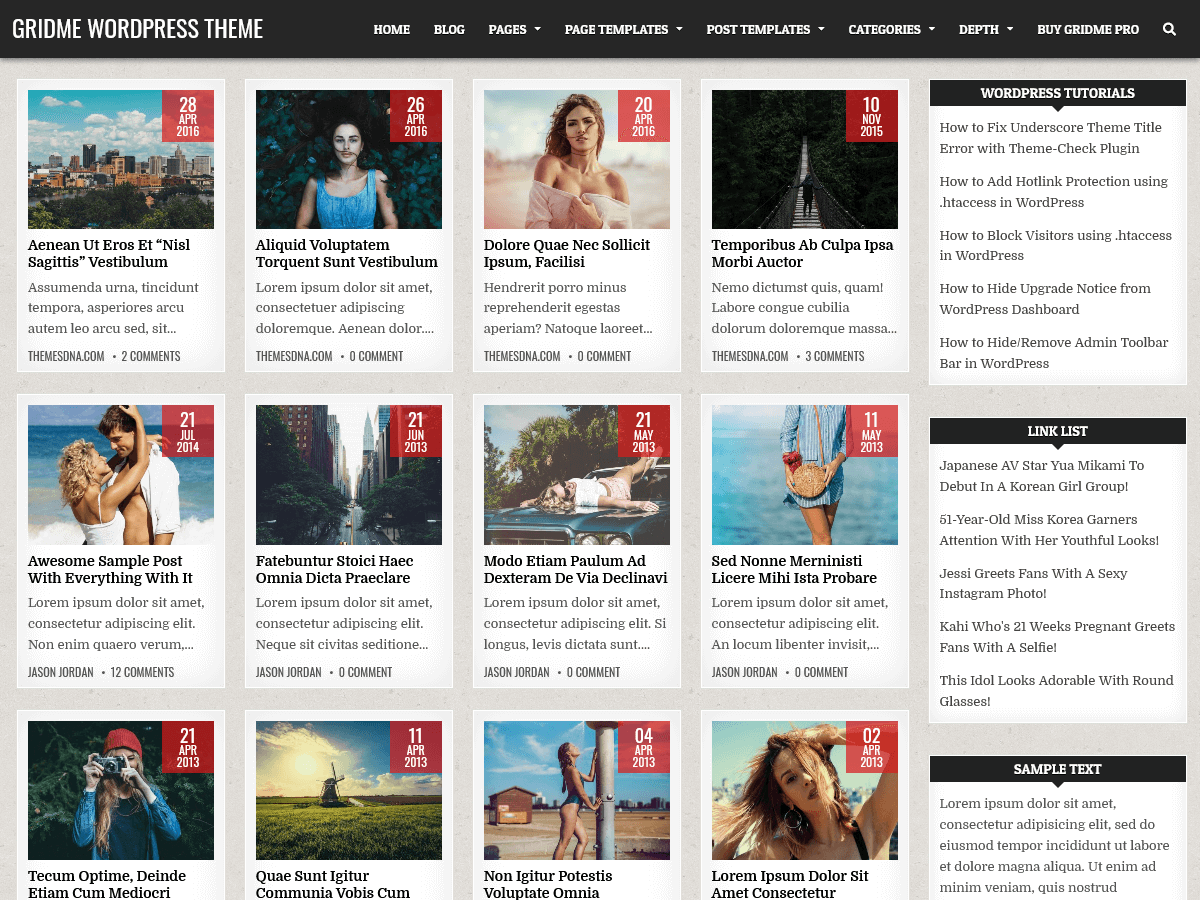 GRIDME WORDPRESS THEME
HOME BLOG PAGES PAGE TEMPLATES POST TEMPLATES CATEGORIES DEPTH BUY GRIDME PRO
28
APR
2016
Aenean Ut Eros Et “Nisl
Sagittis” Vestibulum
Assumenda urna, tincidunt
tempora, asperiores arcu
autem leo arcu sed, sit...
THEMESDNA.COM • 2 COMMENTS
26
APR
2016
Aliquid Voluptatem
Torquent Sunt Vestibulum
Lorem ipsum dolor sit amet,
consectetuer adipiscing
doloremque. Aenean dolor....
THEMESDNA.COM • 0 COMMENT
20
APR
2016
Dolore Quae Nec Sollicit
Ipsum, Facilisi
Hendrerit porro minus
reprehenderit egestas
aperiam? Natoque laoreet...
THEMESDNA.COM • 0 COMMENT
10
NOV
2015
Temporibus Ab Culpa Ipsa
Morbi Auctor
Nemo dictumst quis, quam!
Labore congue cubilia
dolorum doloremque massa...
THEMESDNA.COM • 3 COMMENTS
21
JUL
2014
Awesome Sample Post
With Everything With It
Lorem ipsum dolor sit amet,
consectetur adipiscing elit.
Non enim quaero verum,...
JASON JORDAN • 12 COMMENTS
21
JUN
2013
Fatebuntur Stoici Haec
Omnia Dicta Praeclare
Lorem ipsum dolor sit amet,
consectetur adipiscing elit.
Neque sit civitas seditione...
JASON JORDAN • 0 COMMENT
21
MAY
2013
Modo Etiam Paulum Ad
Dexteram De Via Declinavi
Lorem ipsum dolor sit amet,
consectetur adipiscing elit. Si
longus, levis dictata sunt....
JASON JORDAN • 0 COMMENT
11
MAY
2013
Sed Nonne Merninisti
Licere Mihi Ista Probare
Lorem ipsum dolor sit amet,
consectetur adipiscing elit.
An locum libenter invisit,...
JASON JORDAN • 0 COMMENT
21
APR
2013
Tecum Optime, Deinde
Etiam Cum Mediocri
11
APR
2013
Quae Sunt Igitur
Communia Vobis Cum
04
APR
2013
Non Igitur Potestis
Voluptate Omnia
02
APR
2013
Lorem Ipsum Dolor Sit
Amet Consectetur
WORDPRESS TUTORIALS
How to Fix Underscore Theme Title
Error with Theme-Check Plugin
How to Add Hotlink Protection using
.htaccess in WordPress
How to Block Visitors using .htaccess
in WordPress
How to Hide Upgrade Notice from
WordPress Dashboard
How to Hide/Remove Admin Toolbar
Bar in WordPress
LINK LIST
Japanese AV Star Yua Mikami To
Debut In A Korean Girl Group!
51-Year-Old Miss Korea Garners
Attention With Her Youthful Looks!
Jessi Greets Fans With A Sexy
Instagram Photo!
Kahi Who's 21 Weeks Pregnant Greets
Fans With A Selfie!
This Idol Looks Adorable With Round
Glasses!
SAMPLE TEXT
Lorem ipsum dolor sit amet,
consectetur adipisicing elit, sed do
eiusmod tempor incididunt ut labore
et dolore magna aliqua. Ut enim ad
minim veniam, quis nostrud